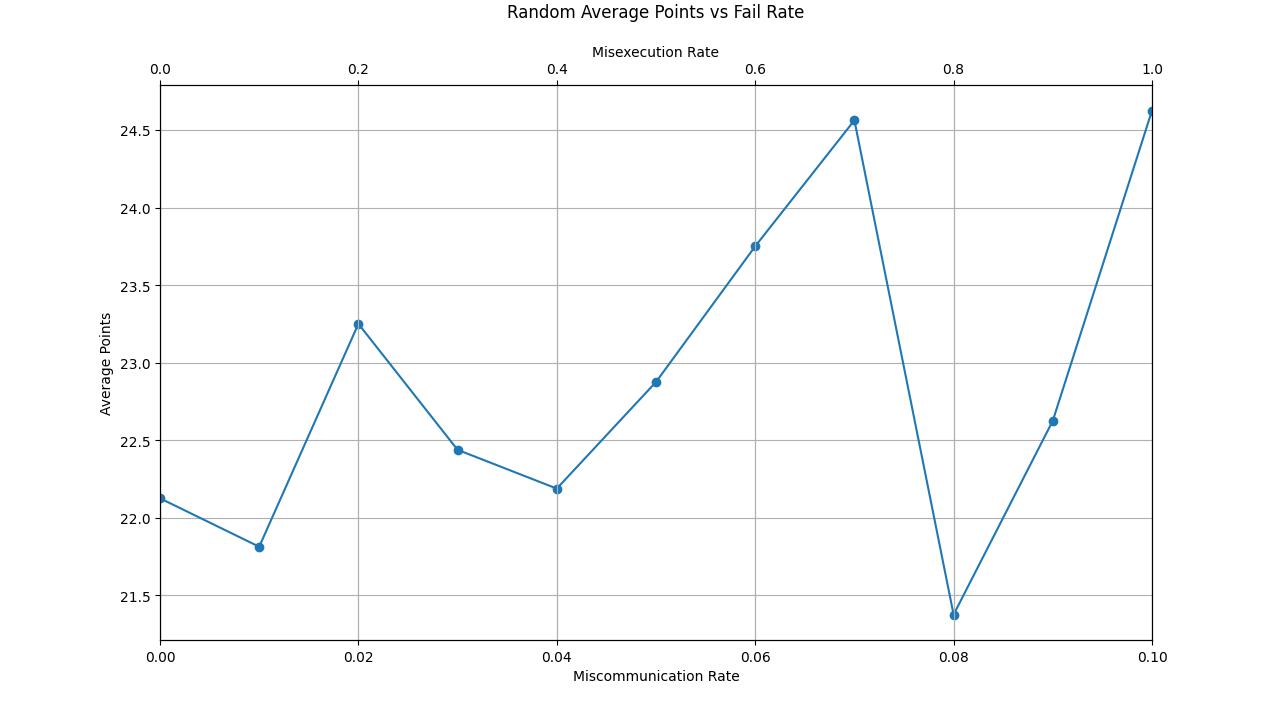 Random Average Points vs Fail Rate
Misexecution Rate
0.0 0.2 0.4 0.6 0.8 1.0
24.5
24.0
23.5
23.0
22.5
22.0
21.5
Average Points
0.00 0.02 0.04 0.06 0.08 0.10
Miscommunication Rate